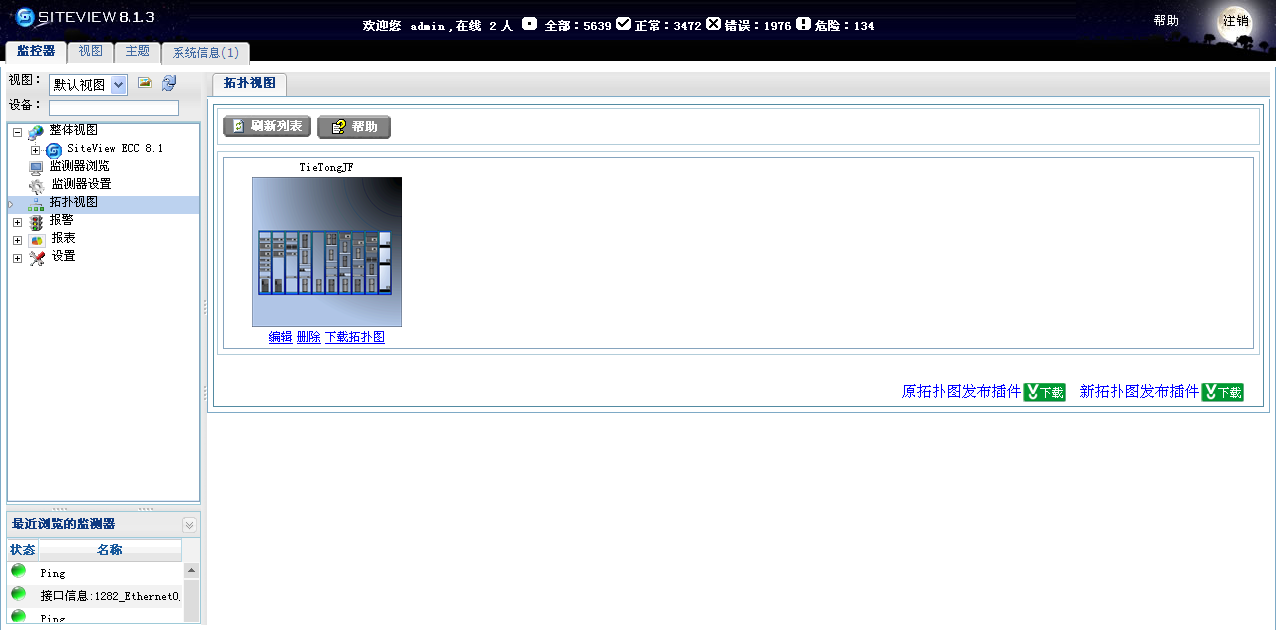 SITEVIEW 8.1.3
欢迎您 admin,在线 2 人 全部:5639 正常:3472 错误:1976 危险:134
帮助 注销
监控器 视图 主题 系统信息(1)
视图: 默认视图
设备:
整体视图
SiteView ECC 8.1
监测器浏览
监测器设置
拓扑视图
报警
报表
设置
最近浏览的监测器
状态 名称
Ping
接口信息:1282_Ethernet0,
Ping
拓扑视图
刷新列表 帮助
TieTongJF
编辑 删除 下载拓扑图
原拓扑图发布插件 下载 新拓扑图发布插件 下载